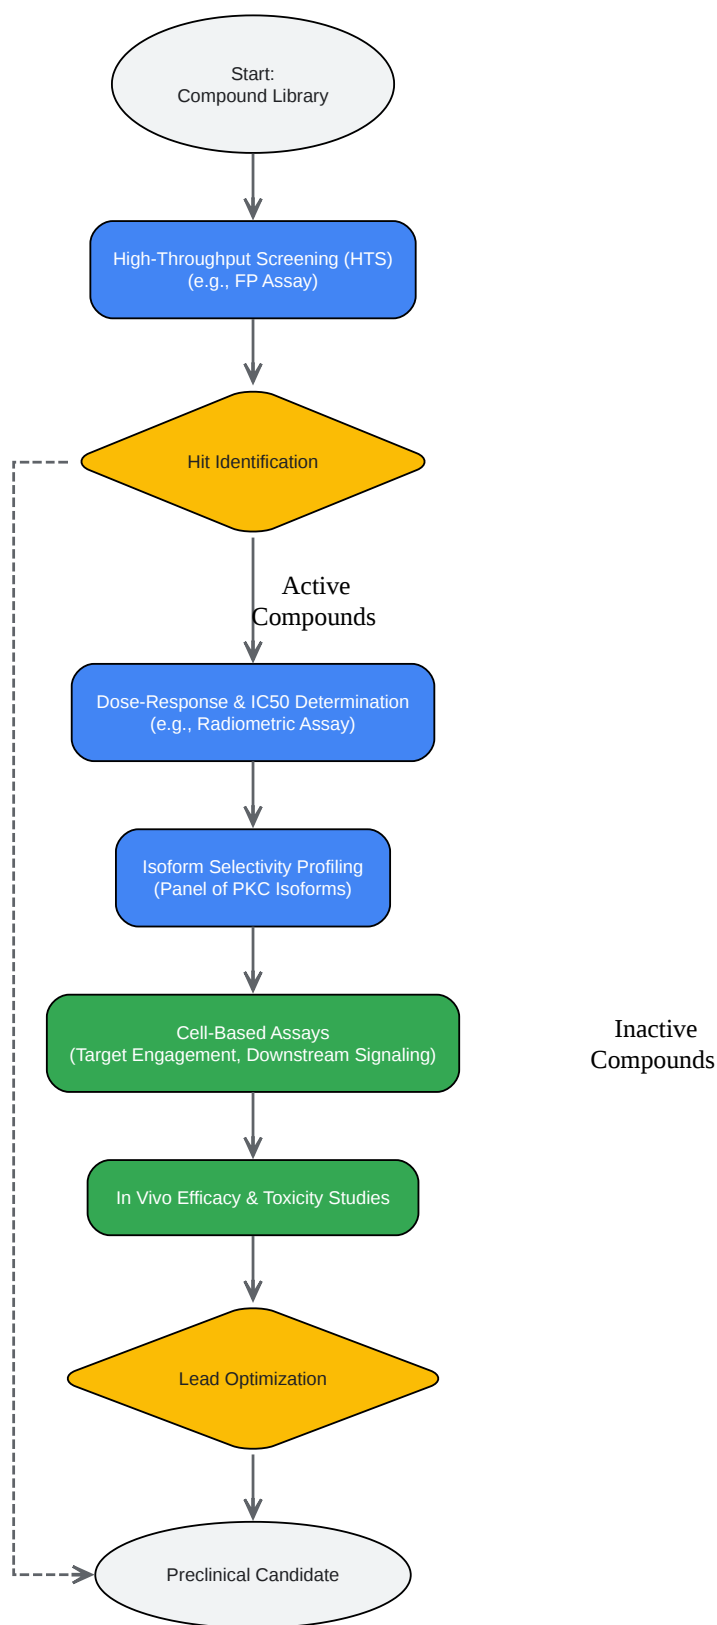 Start:
Compound Library
High-Throughput Screening (HTS)
(e.g., FP Assay)
Hit Identification
Active
Compounds
Dose-Response & IC50 Determination
(e.g., Radiometric Assay)
Isoform Selectivity Profiling
(Panel of PKC Isoforms)
Cell-Based Assays
(Target Engagement, Downstream Signaling)
Inactive
Compounds
In Vivo Efficacy & Toxicity Studies
Lead Optimization
Preclinical Candidate